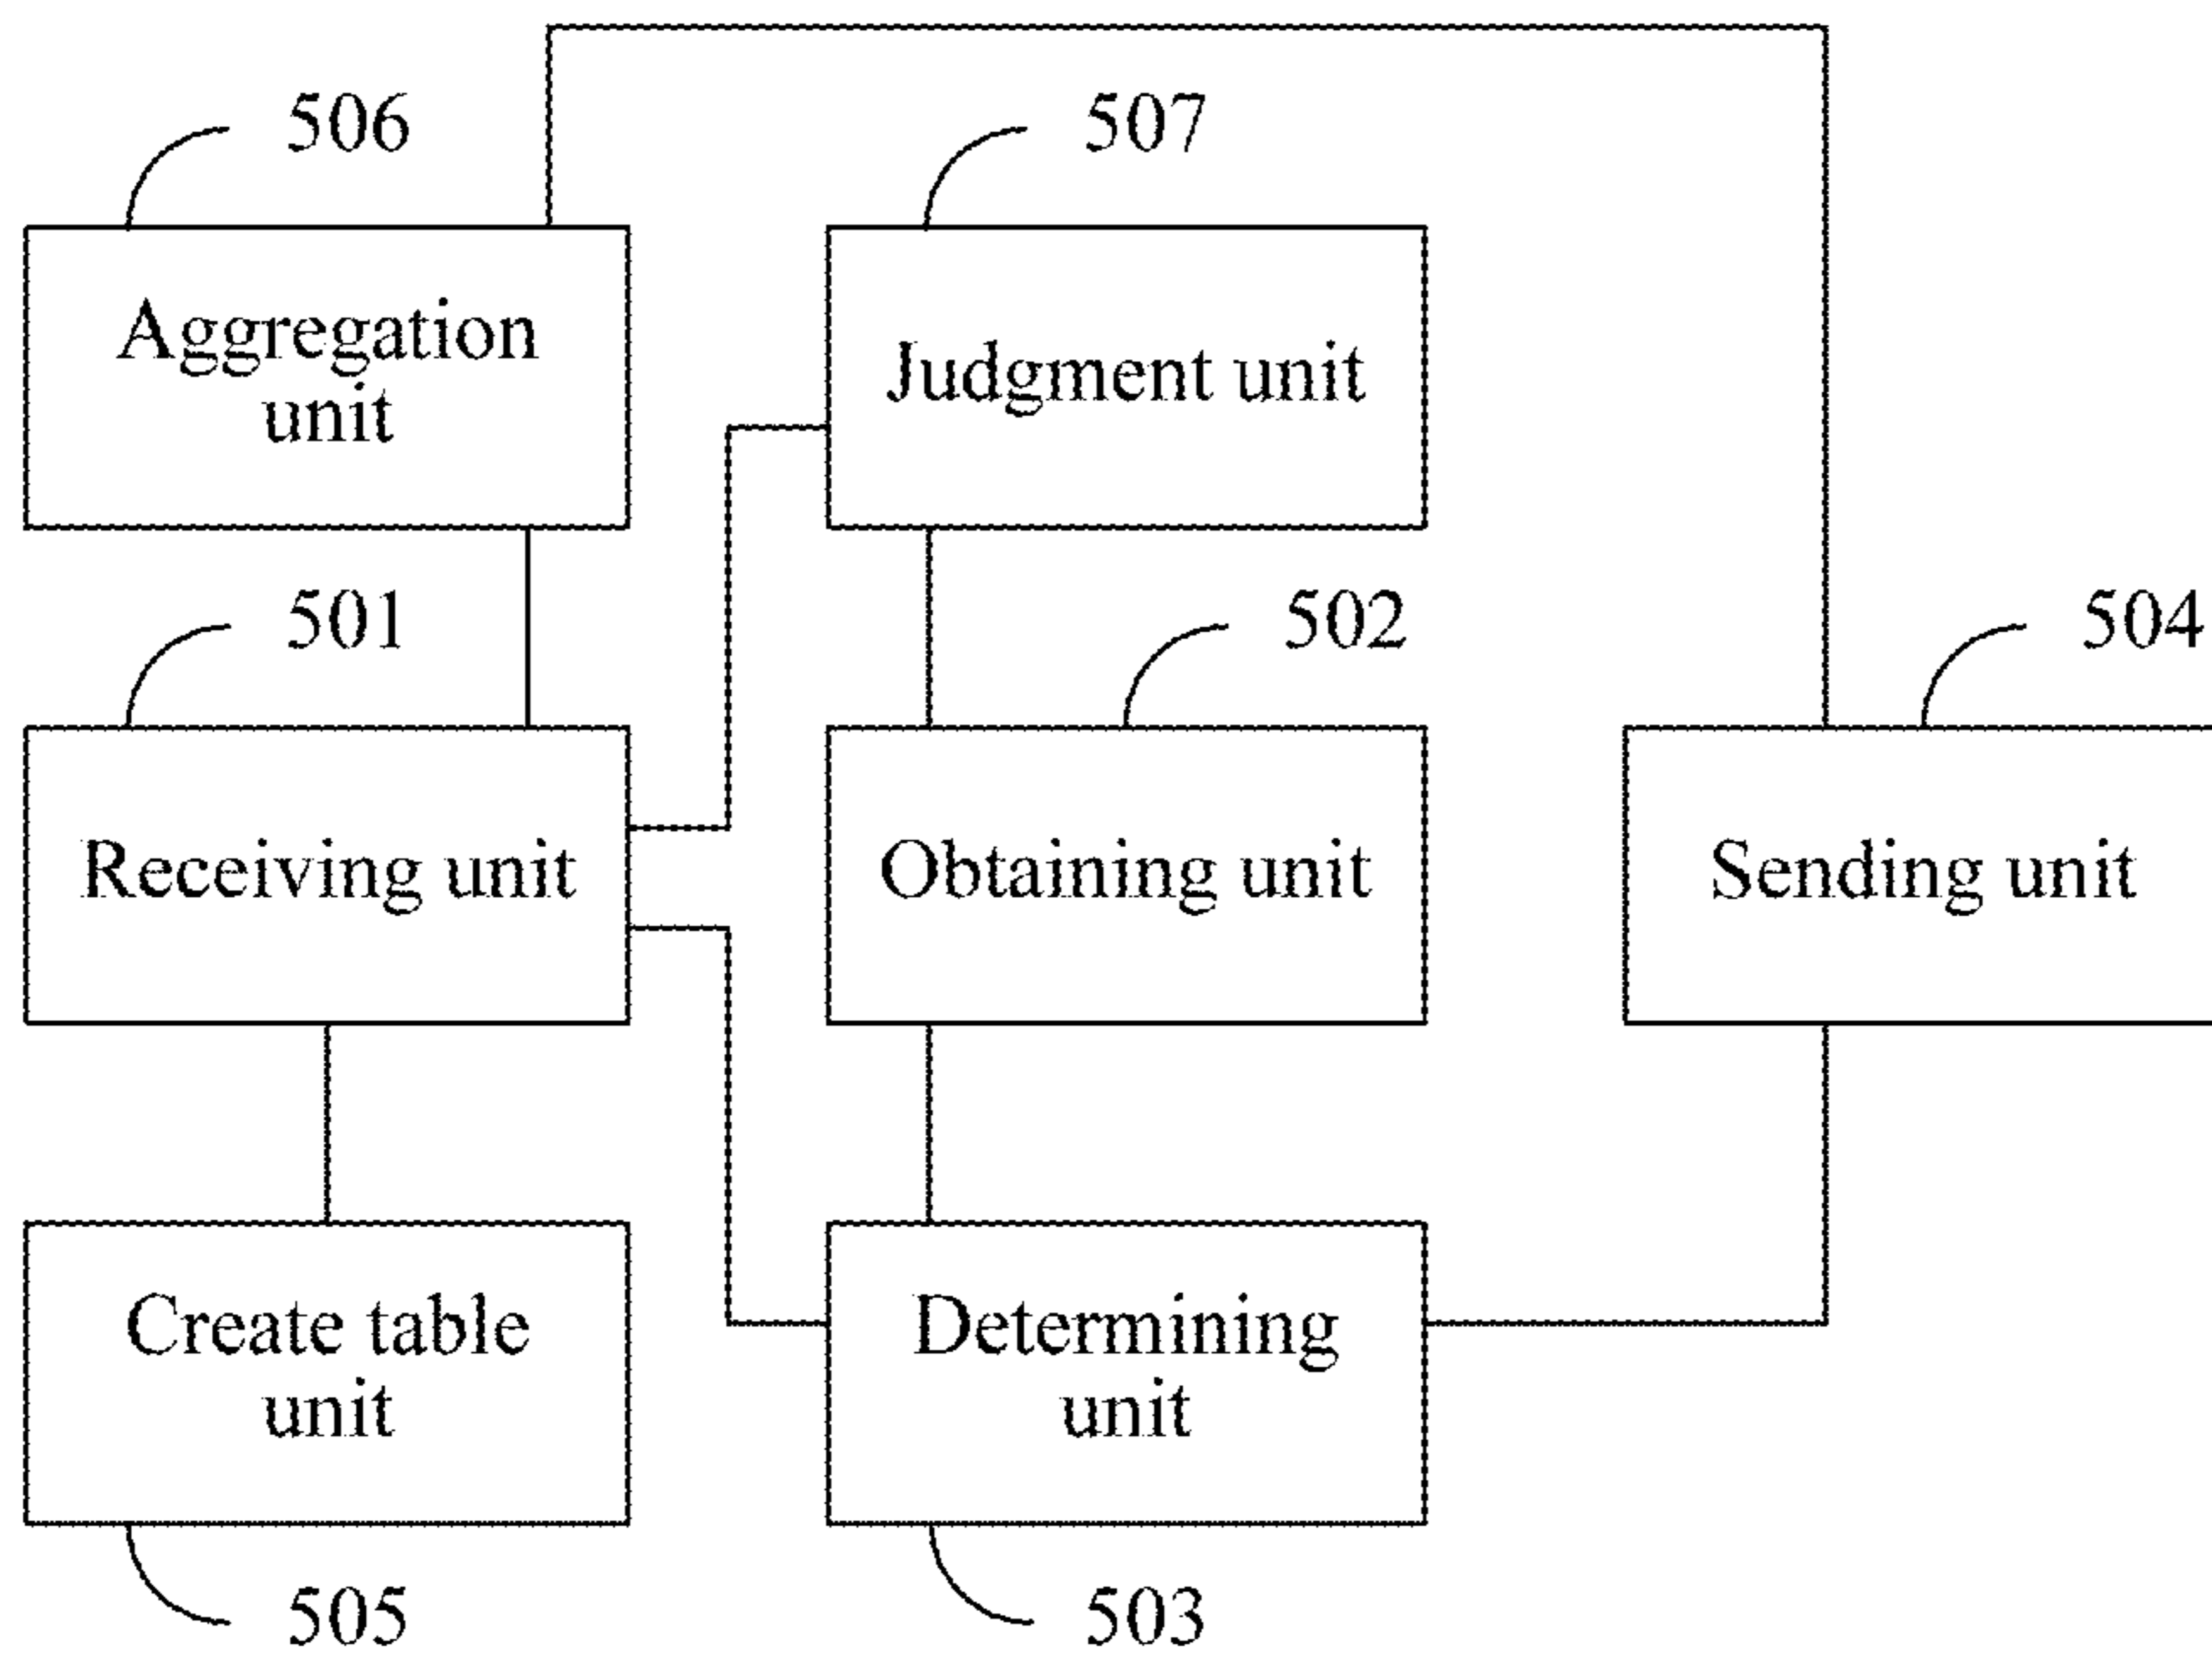 506
507
Aggregation
unit
Judgment unit
501
502
504
Receiving unit
Obtaining unit
Sending unit
Create table
unit
Determining
unit
505
503